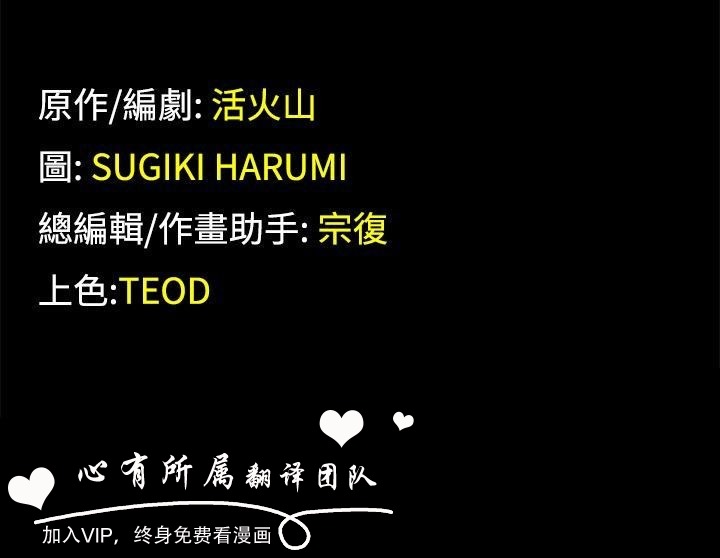 原作/編劇: 活火山
圖: SUGIKI HARUMI
總編輯/作畫助手: 宗復
上色:TEOD
心有所属翻译团队
加入VIP，终身免费看漫画